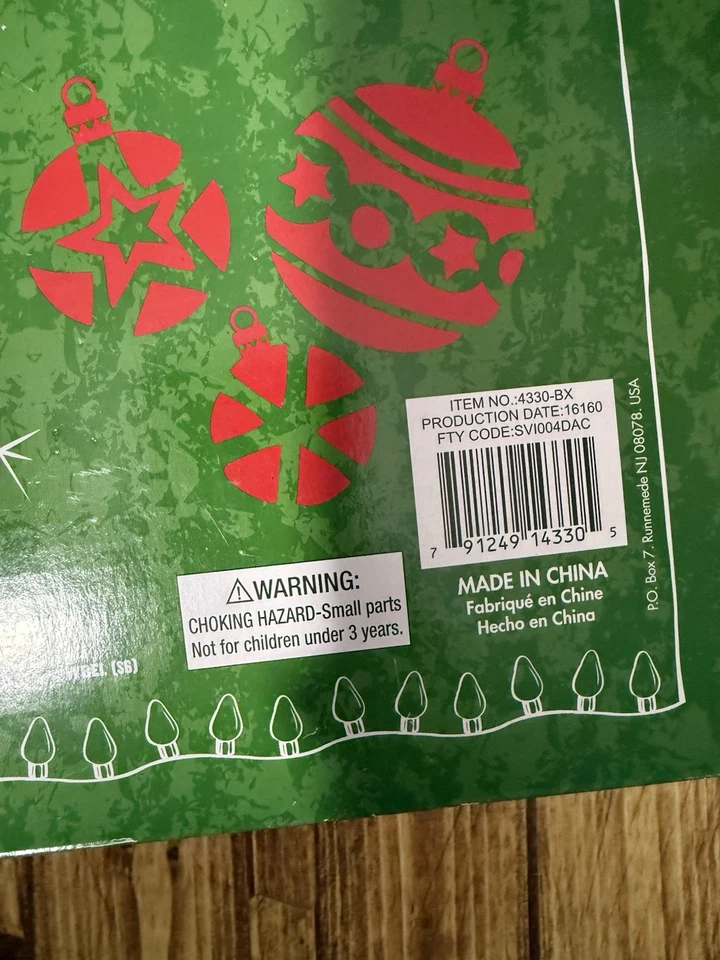 ITEM NO.:4330-BX
PRODUCTION DATE:16160
FTY CODE:SVI004DAC
7 91249 14330 5
MADE IN CHINA
Fabriqué en Chine
Hecho en China
P.O. Box 7. Runnemede NJ 08078. USA
WARNING:
CHOKING HAZARD-Small parts
Not for children under 3 years.
(S6)